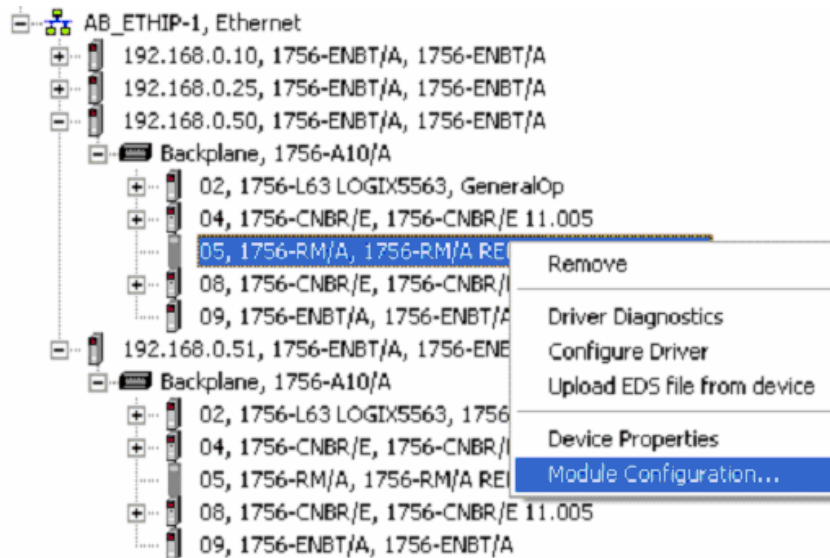 AB_ETHIP-1, Ethernet
192.168.0.10, 1756-ENBT/A, 1756-ENBT/A
192.168.0.25, 1756-ENBT/A, 1756-ENBT/A
192.168.0.50, 1756-ENBT/A, 1756-ENBT/A
Backplane, 1756-A10/A
02, 1756-L63 LOGIX5563, GeneralOp
04, 1756-CNBR/E, 1756-CNBR/E 11.005
05, 1756-RM/A, 1756-RM/A
08, 1756-CNBR/E, 1756-CNBR/
09, 1756-ENBT/A, 1756-ENBT/A
192.168.0.51, 1756-ENBT/A, 1756-ENB
Backplane, 1756-A10/A
02, 1756-L63 LOGIX5563, 1756
04, 1756-CNBR/E, 1756-CNBR/
05, 1756-RM/A, 1756-RM/A
08, 1756-CNBR/E, 1756-CNBR/E 11.005
09, 1756-ENBT/A, 1756-ENBT/A
Remove
Driver Diagnostics
Configure Driver
Upload EDS file from device
Device Properties
Module Configuration...